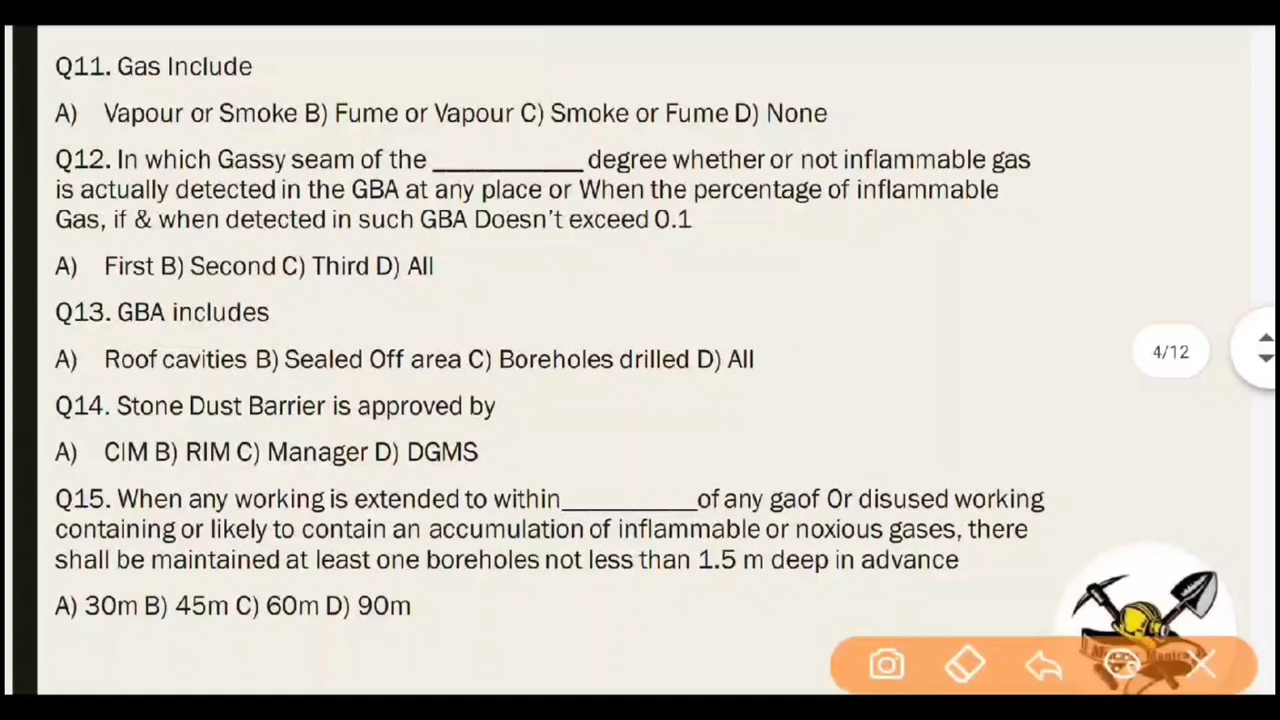 Q11. Gas Include
A) Vapour or Smoke B) Fume or Vapour C) Smoke or Fume D) None
Q12. In which Gassy seam of the ____________ degree whether or not inflammable gas
is actually detected in the GBA at any place or When the percentage of inflammable
Gas, if & when detected in such GBA Doesn't exceed 0.1
A) First B) Second C) Third D) All
Q13. GBA includes
A) Roof cavities B) Sealed Off area C) Boreholes drilled D) All
4/12
Q14. Stone Dust Barrier is approved by
A) CIM B) RIM C) Manager D) DGMS
Q15. When any working is extended to within___________of any gaof Or disused working
containing or likely to contain an accumulation of inflammable or noxious gases, there
shall be maintained at least one boreholes not less than 1.5 m deep in advance
A) 30m B) 45m C) 60m D) 90m